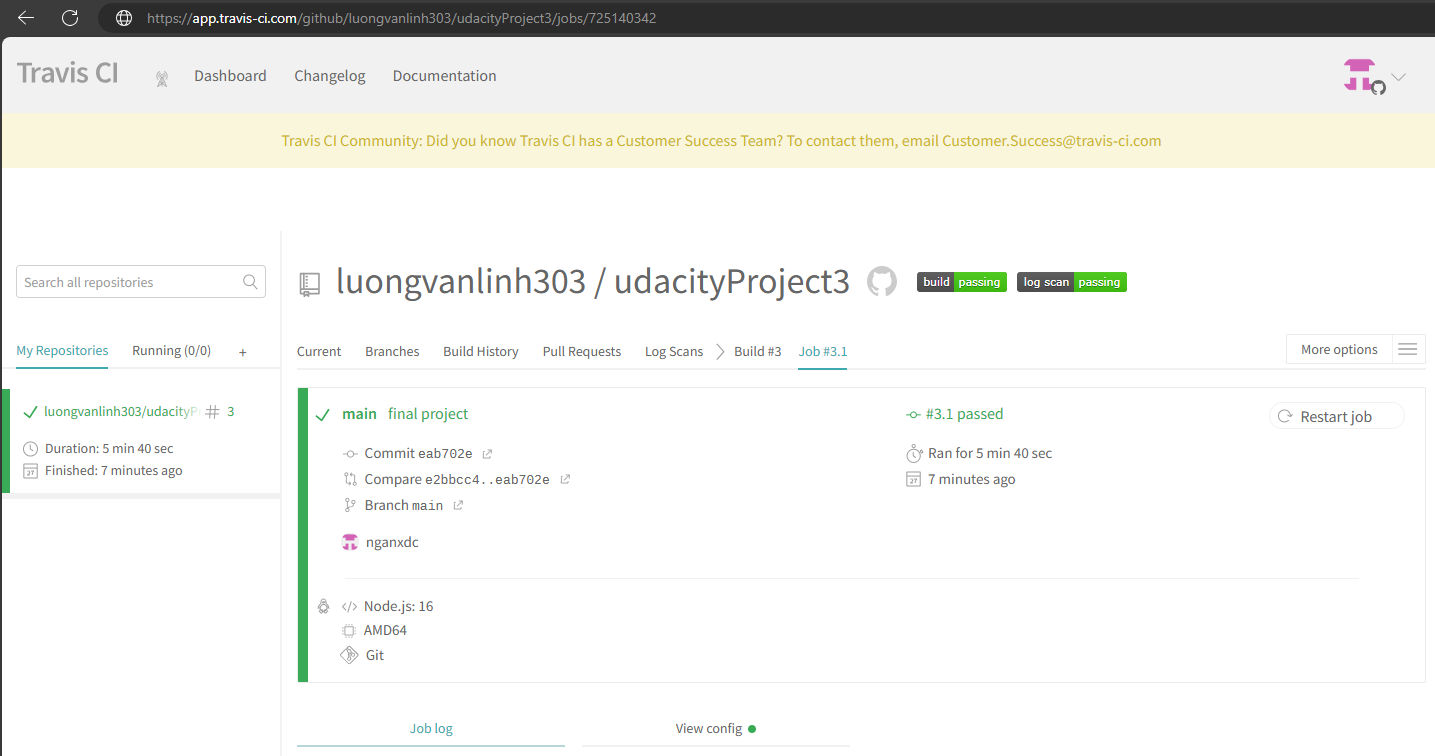 https://app.travis-ci.com/github/luongvanlinh303/udacityProject3/jobs/725140342
Travis CI Dashboard Changelog Documentation
Travis CI Community: Did you know Travis CI has a Customer Success Team? To contact them, email Customer.Success@travis-ci.com
Search all repositories
My Repositories Running (0/0) +
luongvanlinh303/udacityP # 3
Duration: 5 min 40 sec
Finished: 7 minutes ago
luongvanlinh303 / udacityProject3 build passing log scan passing
Current Branches Build History Pull Requests Log Scans Build #3 Job #3.1 More options
main final project #3.1 passed Restart job
Commit eab702e Ran for 5 min 40 sec
Compare e2bbcc4..eab702e 7 minutes ago
Branch main
nganxdc
Node.js: 16
AMD64
Git
Job log View config